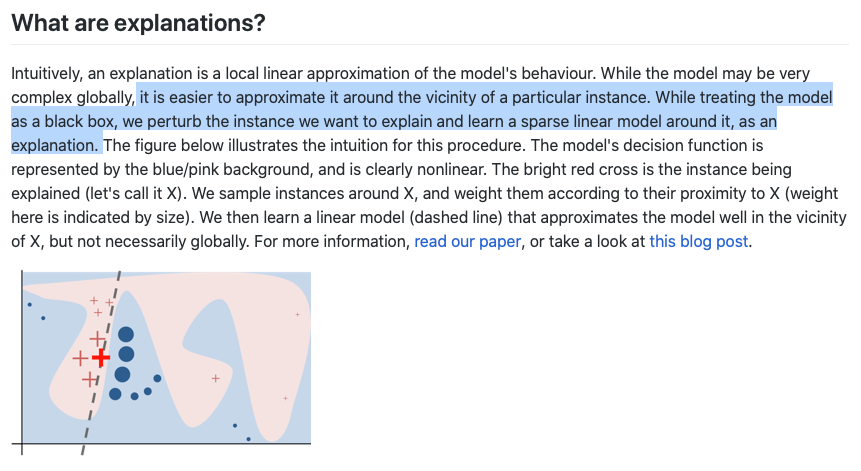 What are explanations?
Intuitively, an explanation is a local linear approximation of the model's behaviour. While the model may be very
complex globally, it is easier to approximate it around the vicinity of a particular instance. While treating the model
as a black box, we perturb the instance we want to explain and learn a sparse linear model around it, as an
explanation. The figure below illustrates the intuition for this procedure. The model's decision function is
represented by the blue/pink background, and is clearly nonlinear. The bright red cross is the instance being
explained (let's call it X). We sample instances around X, and weight them according to their proximity to X (weight
here is indicated by size). We then learn a linear model (dashed line) that approximates the model well in the vicinity
of X, but not necessarily globally. For more information, read our paper, or take a look at this blog post.